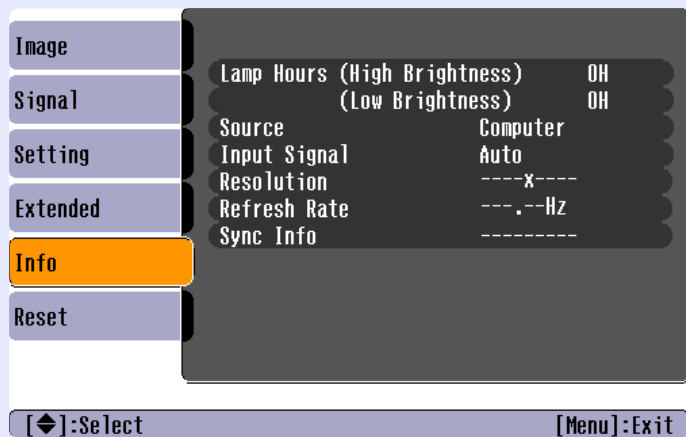 Image
Signal
Setting
Extended
Info
Reset
Lamp Hours (High Brightness) 0H
(Low Brightness) 0H
Source Computer
Input Signal Auto
Resolution ----x----
Refresh Rate ---.--Hz
Sync Info ---------
[◆]:Select [Menu]:Exit